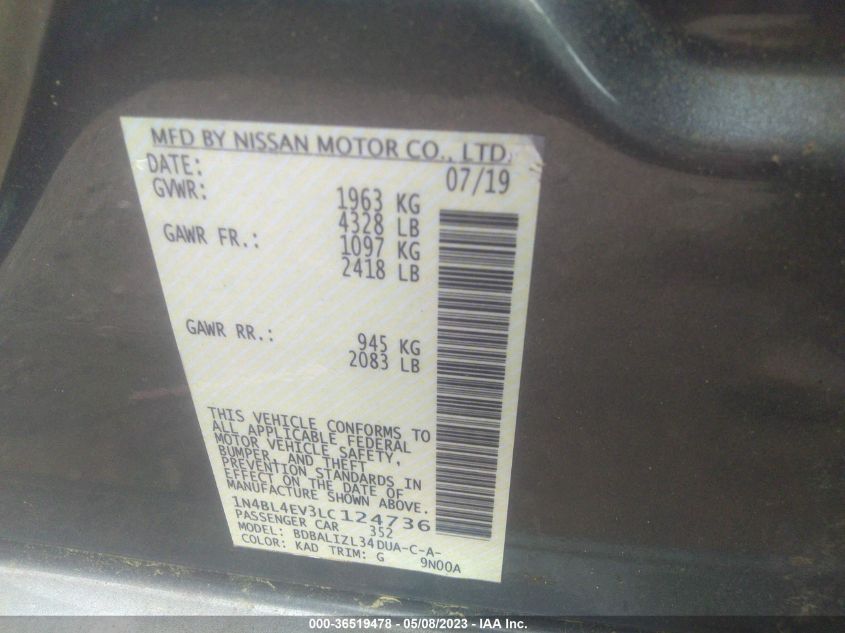 MFD BY NISSAN MOTOR CO., LTD.
DATE: 07/19
GVWR: 1963 KG
4328 LB
GAWR FR.: 1097 KG
2418 LB
GAWR RR.: 945 KG
2083 LB
THIS VEHICLE CONFORMS TO
ALL APPLICABLE FEDERAL
MOTOR VEHICLE SAFETY,
BUMPER, AND THEFT
PREVENTION STANDARDS IN
EFFECT ON THE DATE OF
MANUFACTURE SHOWN ABOVE.
1N4BL4EV3LC124736
PASSENGER CAR 352
MODEL: BDBALIZL34DUA-C-A-
COLOR: KAD TRIM: G 9N00A
000-36519478 - 05/08/2023 - IAA Inc.